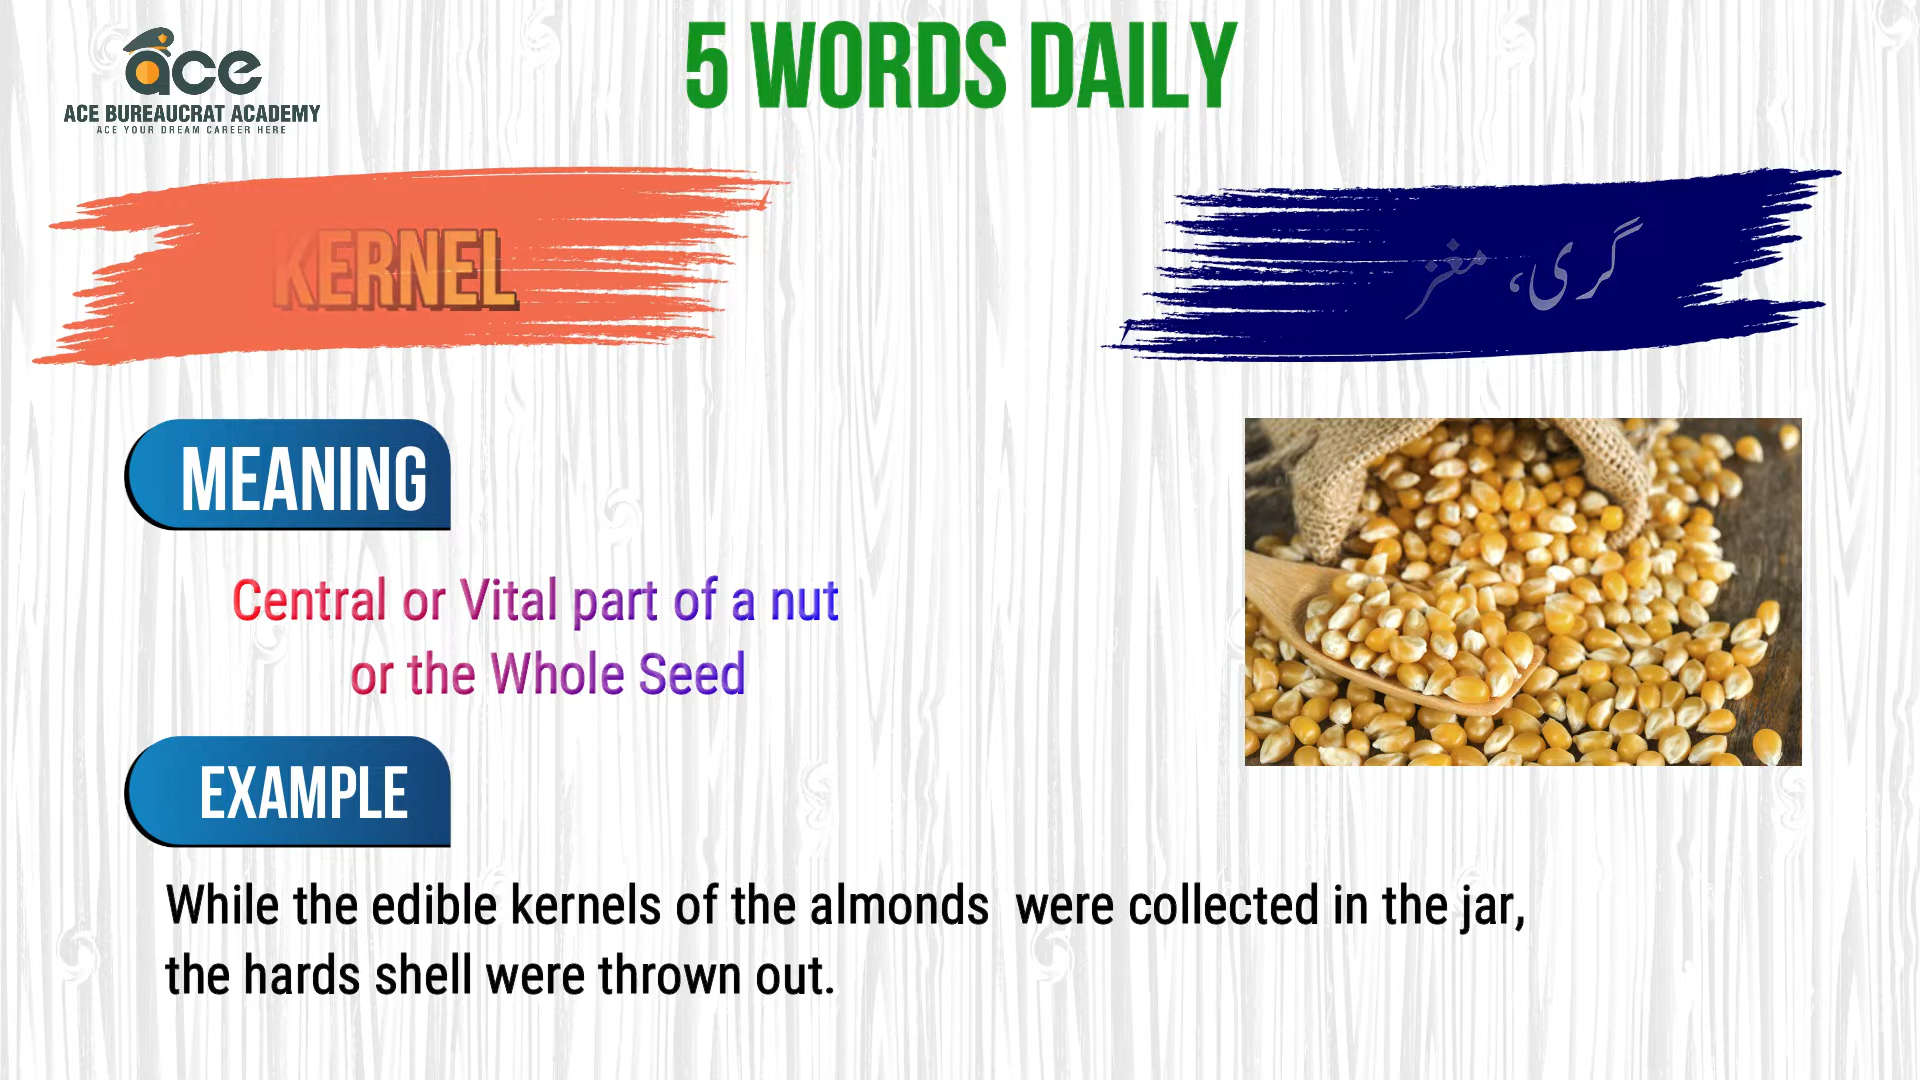 5 WORDS DAILY
ace
ACE BUREAUCRAT ACADEMY
ACE YOUR DREAM CAREER HERE
KERNEL
گری، مغز
MEANING
Central or Vital part of a nut
or the Whole Seed
EXAMPLE
While the edible kernels of the almonds were collected in the jar,
the hards shell were thrown out.